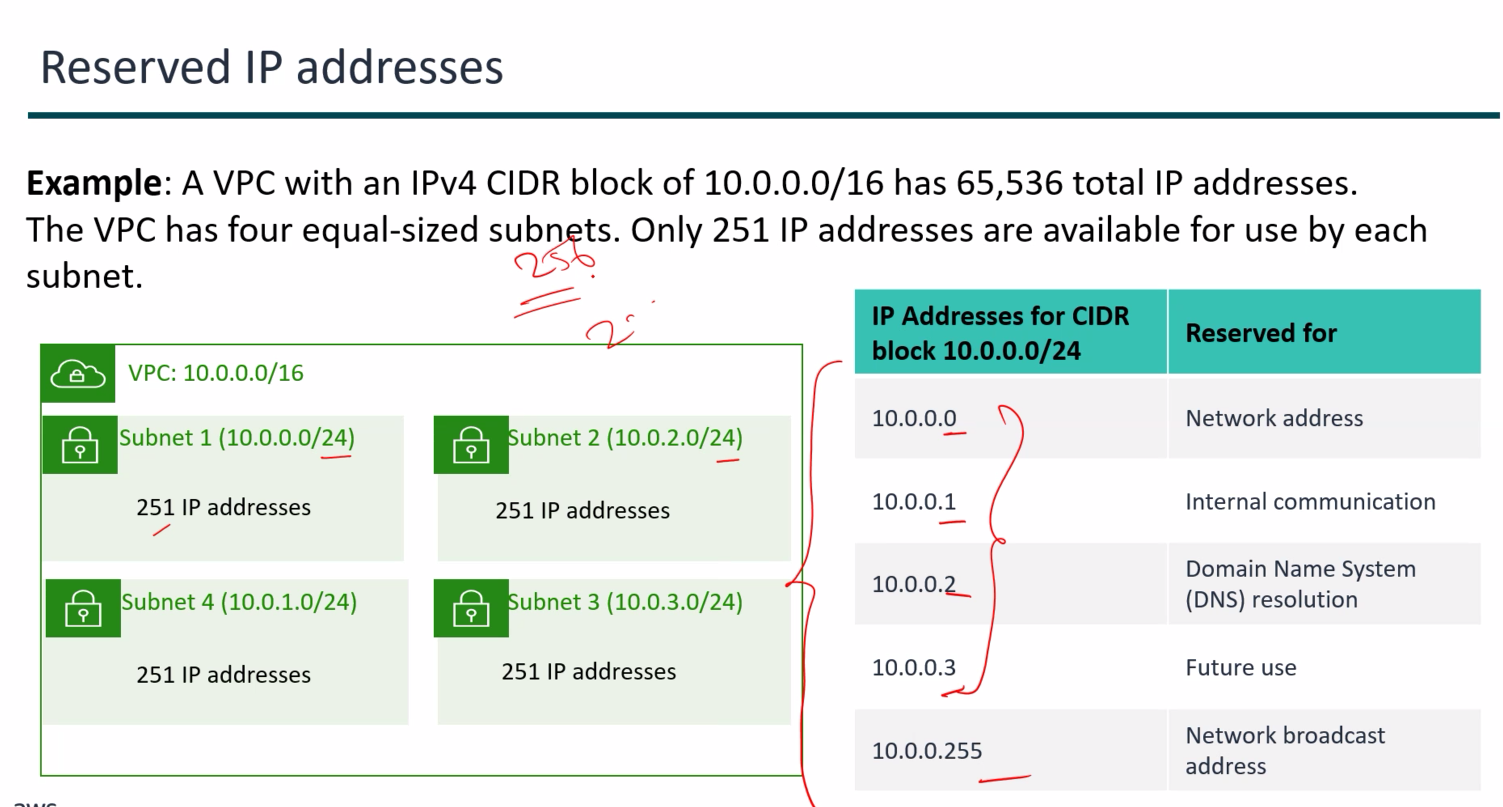 Reserved IP addresses
Example: A VPC with an IPv4 CIDR block of 10.0.0.0/16 has 65,536 total IP addresses.
The VPC has four equal-sized subnets. Only 251 IP addresses are available for use by each
subnet.
256
VPC: 10.0.0.0/16
Subnet 1 (10.0.0.0/24)
251 IP addresses
Subnet 2 (10.0.2.0/24)
251 IP addresses
Subnet 4 (10.0.1.0/24)
251 IP addresses
Subnet 3 (10.0.3.0/24)
251 IP addresses
IP Addresses for CIDR
block 10.0.0.0/24
Reserved for
10.0.0.0
Network address
10.0.0.1
Internal communication
10.0.0.2
Domain Name System
(DNS) resolution
10.0.0.3
Future use
10.0.0.255
Network broadcast
address
aws